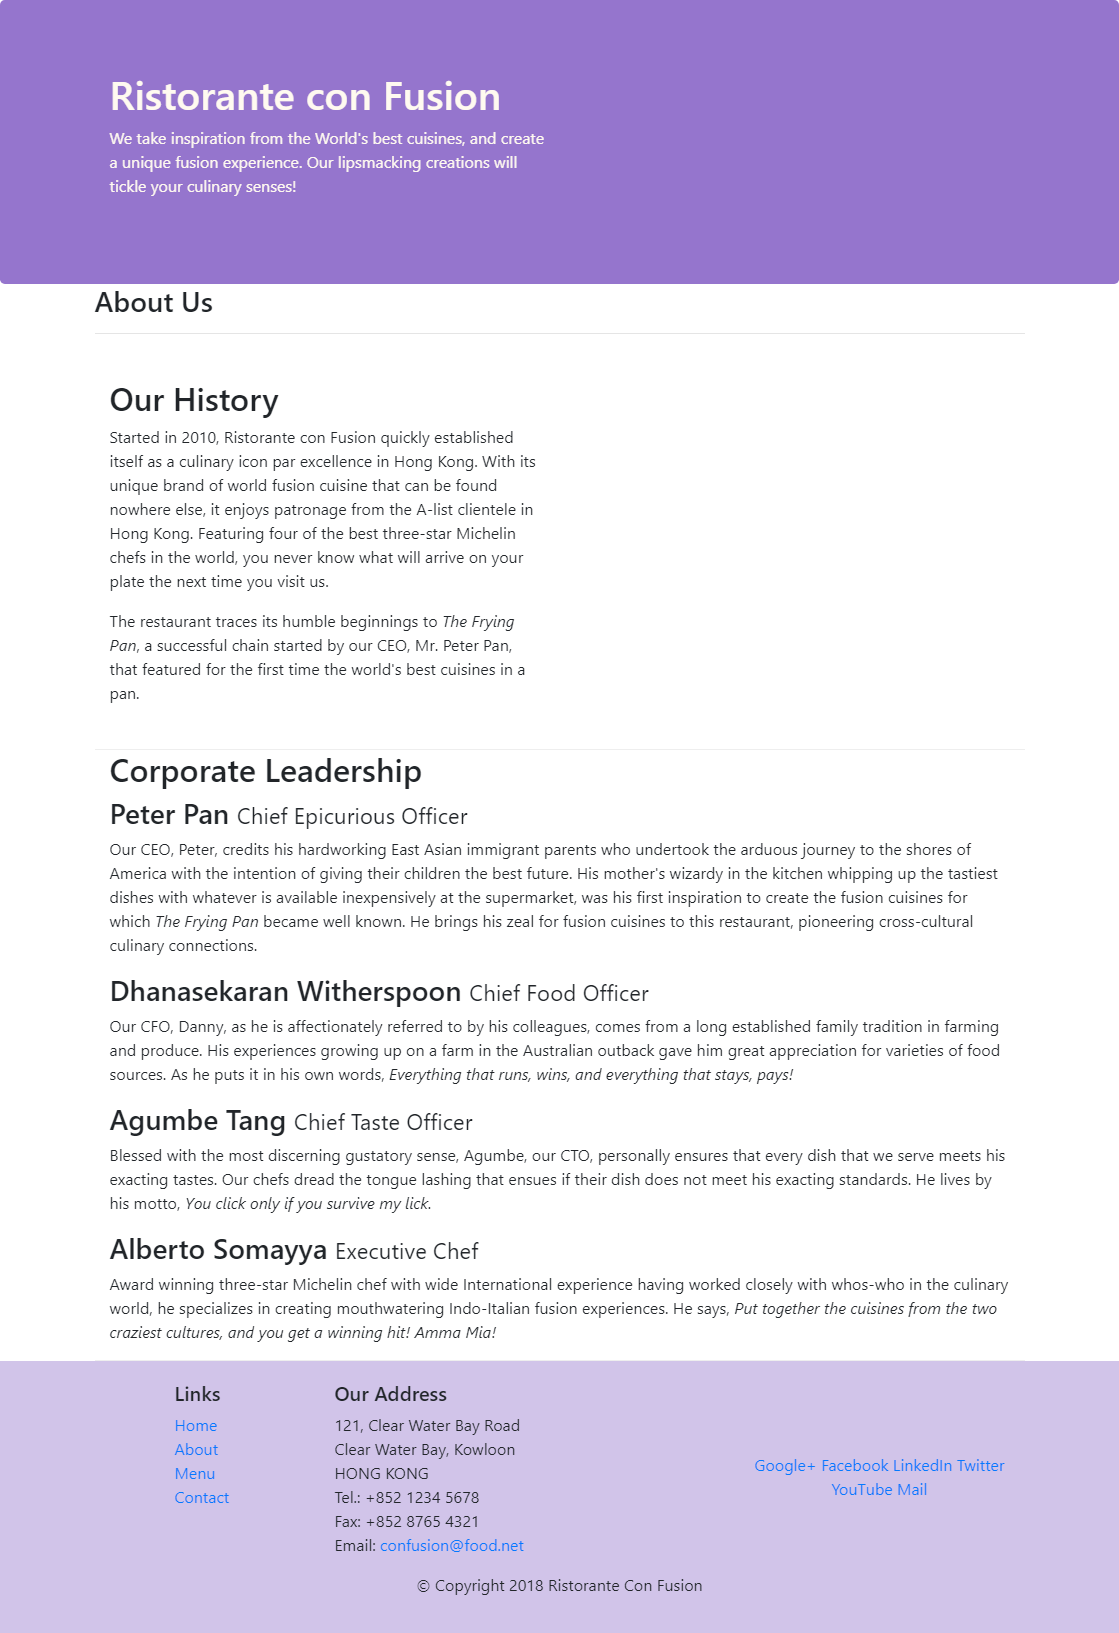 Ristorante con Fusion
We take inspiration from the World's best cuisines, and create
a unique fusion experience. Our lipsmacking creations will
tickle your culinary senses!
About Us
Our History
Started in 2010, Ristorante con Fusion quickly established
itself as a culinary icon par excellence in Hong Kong. With its
unique brand of world fusion cuisine that can be found
nowhere else, it enjoys patronage from the A-list clientele in
Hong Kong. Featuring four of the best three-star Michelin
chefs in the world, you never know what will arrive on your
plate the next time you visit us.
The restaurant traces its humble beginnings to The Frying
Pan, a successful chain started by our CEO, Mr. Peter Pan,
that featured for the first time the world's best cuisines in a
pan.
Corporate Leadership
Peter Pan Chief Epicurious Officer
Our CEO, Peter, credits his hardworking East Asian immigrant parents who undertook the arduous journey to the shores of
America with the intention of giving their children the best future. His mother's wizardy in the kitchen whipping up the tastiest
dishes with whatever is available inexpensively at the supermarket, was his first inspiration to create the fusion cuisines for
which The Frying Pan became well known. He brings his zeal for fusion cuisines to this restaurant, pioneering cross-cultural
culinary connections.
Dhanasekaran Witherspoon Chief Food Officer
Our CFO, Danny, as he is affectionately referred to by his colleagues, comes from a long established family tradition in farming
and produce. His experiences growing up on a farm in the Australian outback gave him great appreciation for varieties of food
sources. As he puts it in his own words, Everything that runs, wins, and everything that stays, pays!
Agumbe Tang Chief Taste Officer
Blessed with the most discerning gustatory sense, Agumbe, our CTO, personally ensures that every dish that we serve meets his
exacting tastes. Our chefs dread the tongue lashing that ensues if their dish does not meet his exacting standards. He lives by
his motto, You click only if you survive my lick.
Alberto Somayya Executive Chef
Award winning three-star Michelin chef with wide International experience having worked closely with whos-who in the culinary
world, he specializes in creating mouthwatering Indo-Italian fusion experiences. He says, Put together the cuisines from the two
craziest cultures, and you get a winning hit! Amma Mia!
Links
Home
About
Menu
Contact
Our Address
121, Clear Water Bay Road
Clear Water Bay, Kowloon
HONG KONG
Tel.: +852 1234 5678
Fax: +852 8765 4321
Email: confusion@food.net
Google+ Facebook LinkedIn Twitter
YouTube Mail
© Copyright 2018 Ristorante Con Fusion